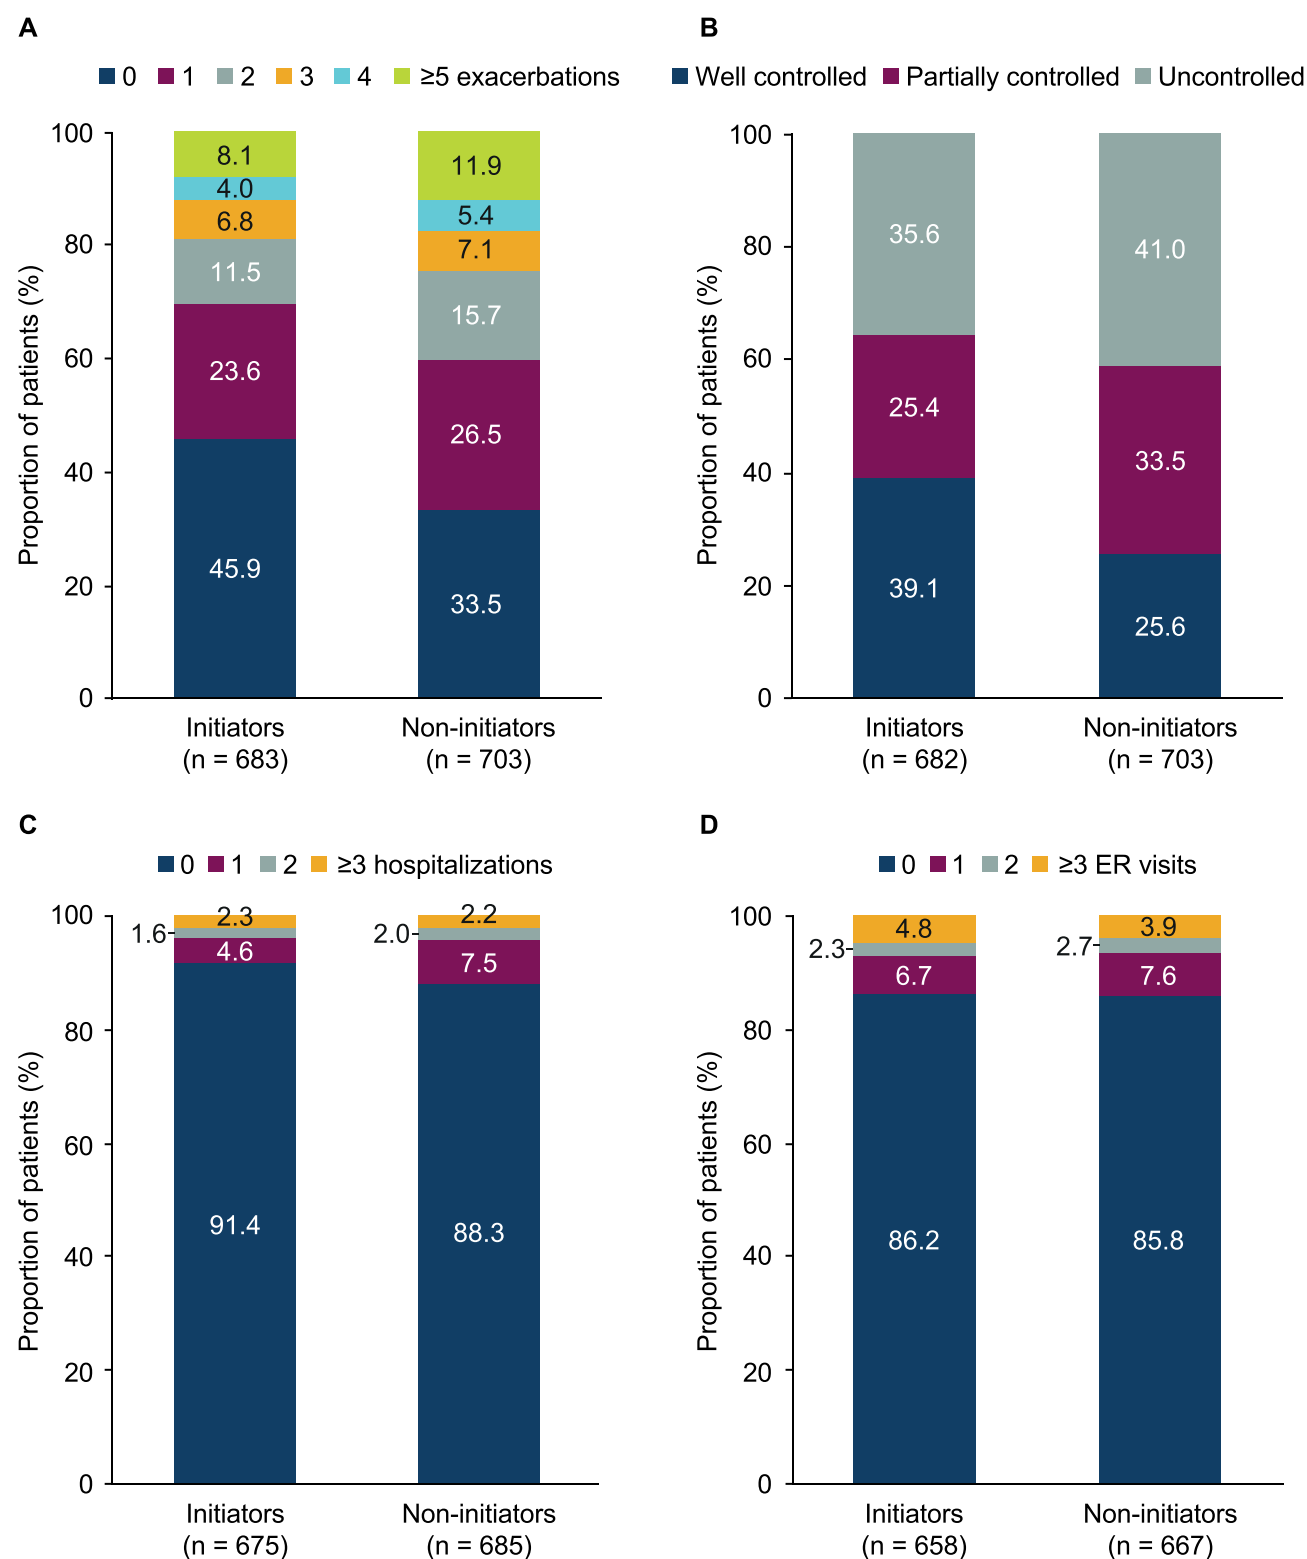 A
0 1 2 3 4 ≥5 exacerbations
Proportion of patients (%)
100
80
60
40
20
0
8.1
4.0
6.8
11.5
23.6
45.9
11.9
5.4
7.1
15.7
26.5
33.5
Initiators
(n = 683)
Non-initiators
(n = 703)
B
Well controlled Partially controlled Uncontrolled
Proportion of patients (%)
100
80
60
40
20
0
35.6
25.4
39.1
41.0
33.5
25.6
Initiators
(n = 682)
Non-initiators
(n = 703)
C
0 1 2 ≥3 hospitalizations
Proportion of patients (%)
100
80
60
40
20
0
2.3
1.6
4.6
91.4
2.2
2.0
7.5
88.3
Initiators
(n = 675)
Non-initiators
(n = 685)
D
0 1 2 ≥3 ER visits
Proportion of patients (%)
100
80
60
40
20
0
4.8
2.3
6.7
86.2
3.9
2.7
7.6
85.8
Initiators
(n = 658)
Non-initiators
(n = 667)